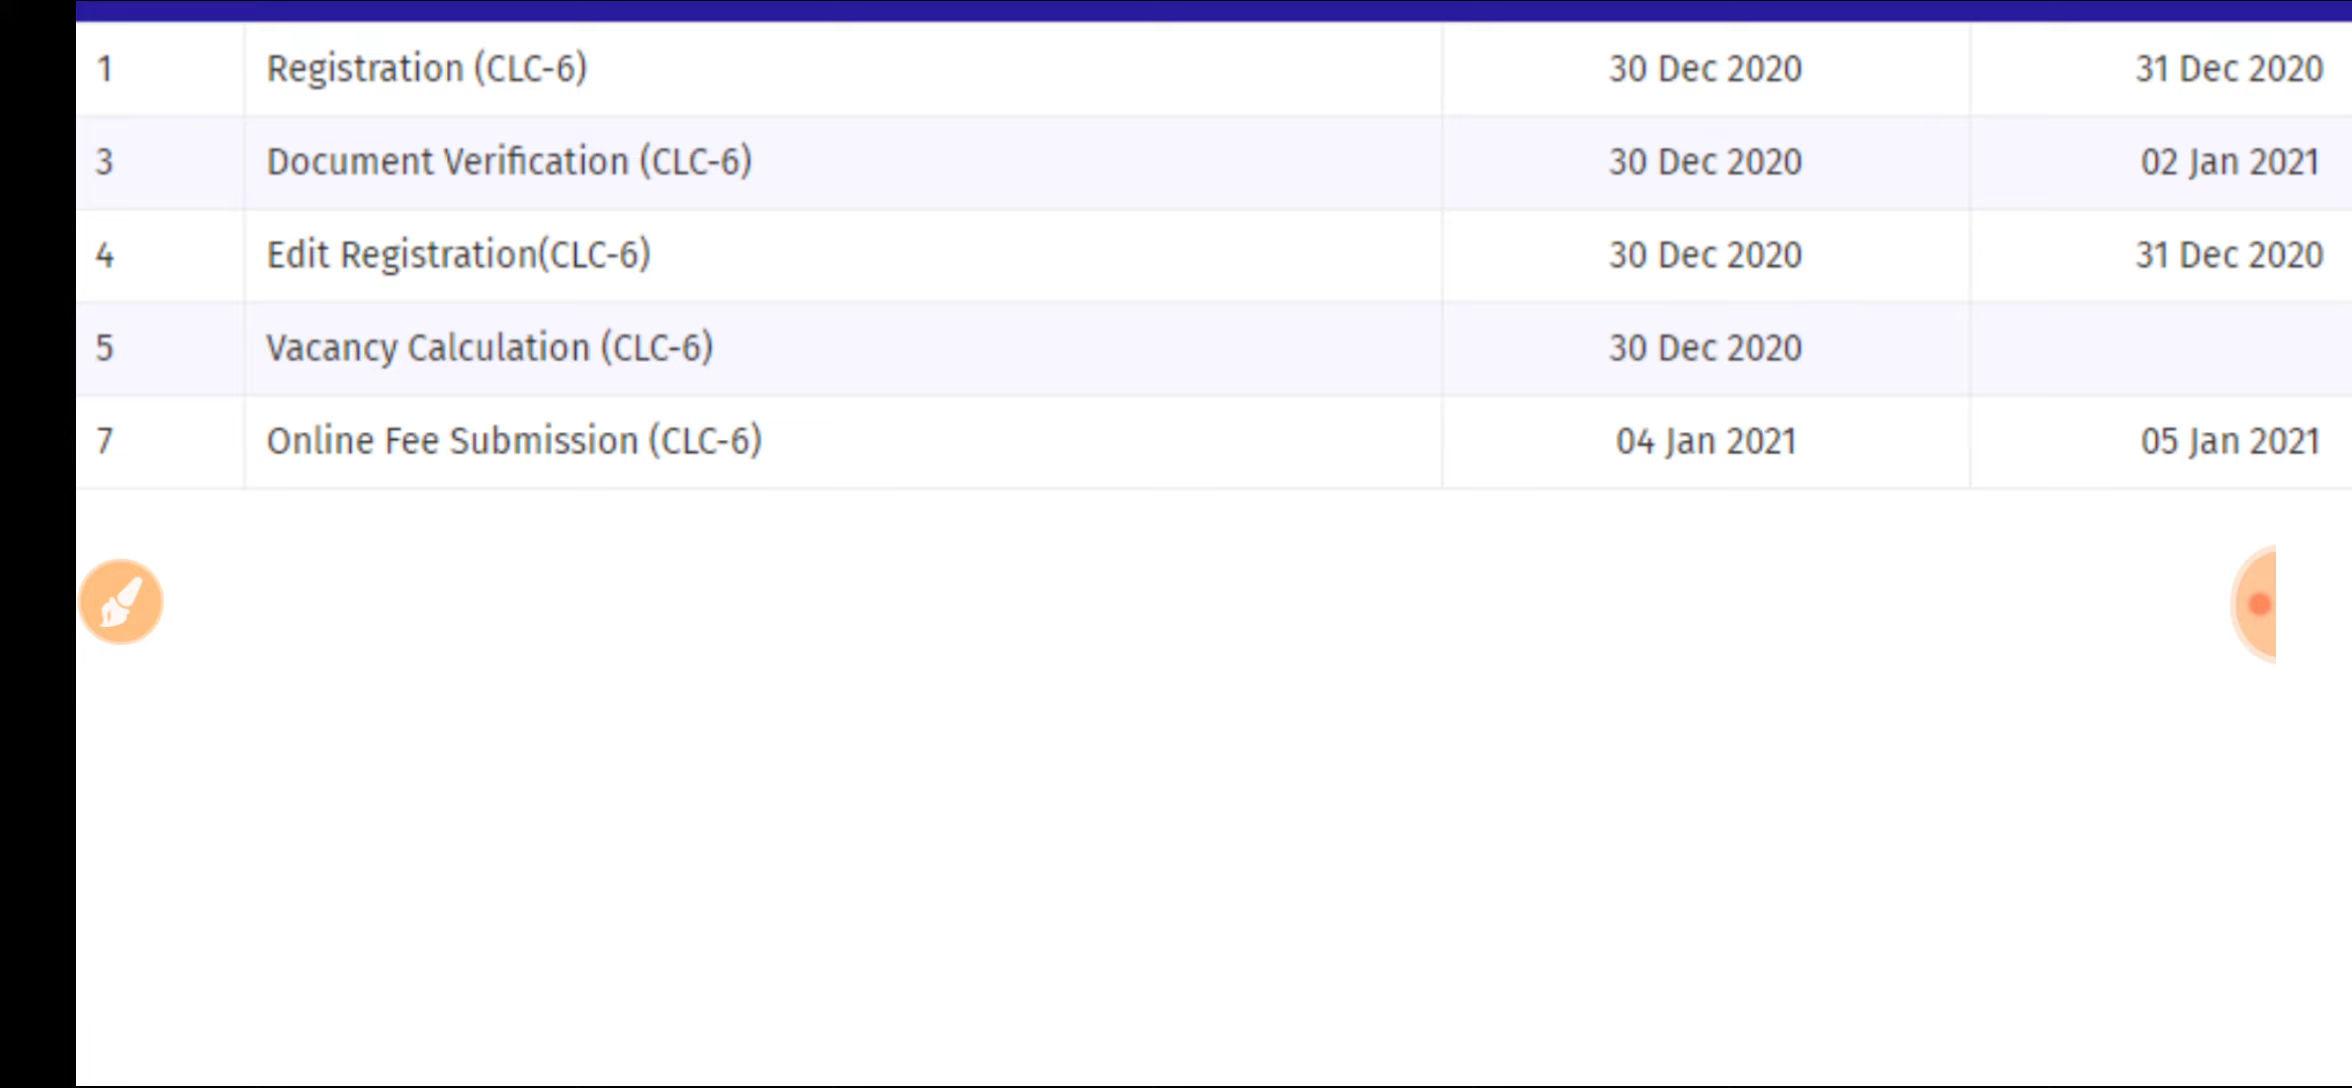 1 Registration (CLC-6) 30 Dec 2020 31 Dec 2020
3 Document Verification (CLC-6) 30 Dec 2020 02 Jan 2021
4 Edit Registration(CLC-6) 30 Dec 2020 31 Dec 2020
5 Vacancy Calculation (CLC-6) 30 Dec 2020
7 Online Fee Submission (CLC-6) 04 Jan 2021 05 Jan 2021